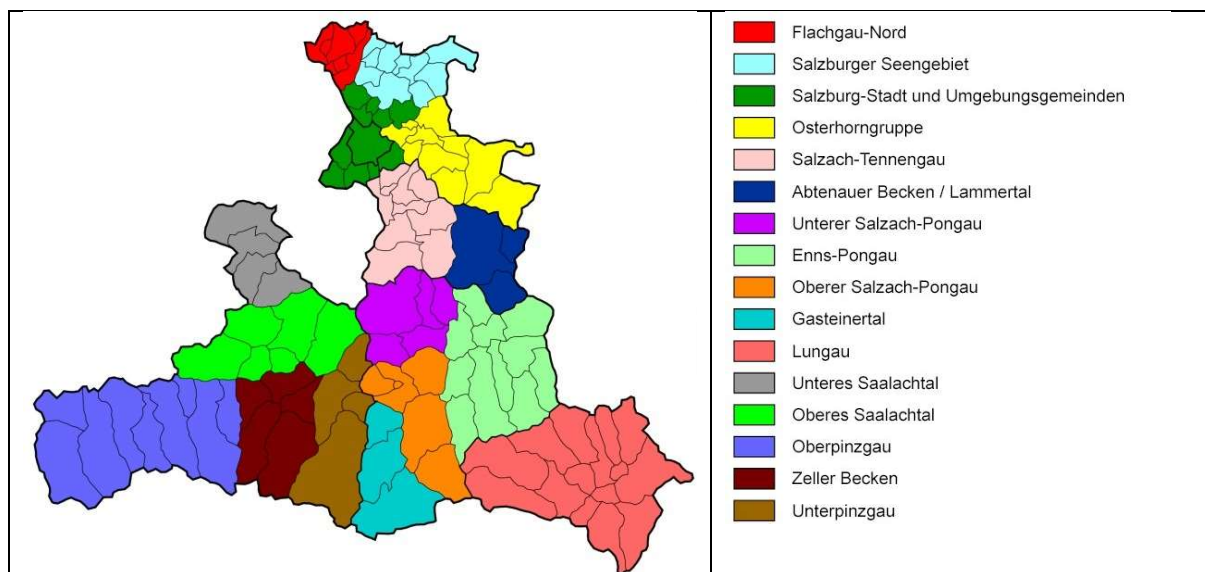 Flachgau-Nord
Salzburger Seengebiet
Salzburg-Stadt und Umgebungsgemeinden
Osterhorngruppe
Salzach-Tennengau
Abtenauer Becken / Lammertal
Unterer Salzach-Pongau
Enns-Pongau
Oberer Salzach-Pongau
Gasteinertal
Lungau
Unteres Saalachtal
Oberes Saalachtal
Oberpinzgau
Zeller Becken
Unterpinzgau